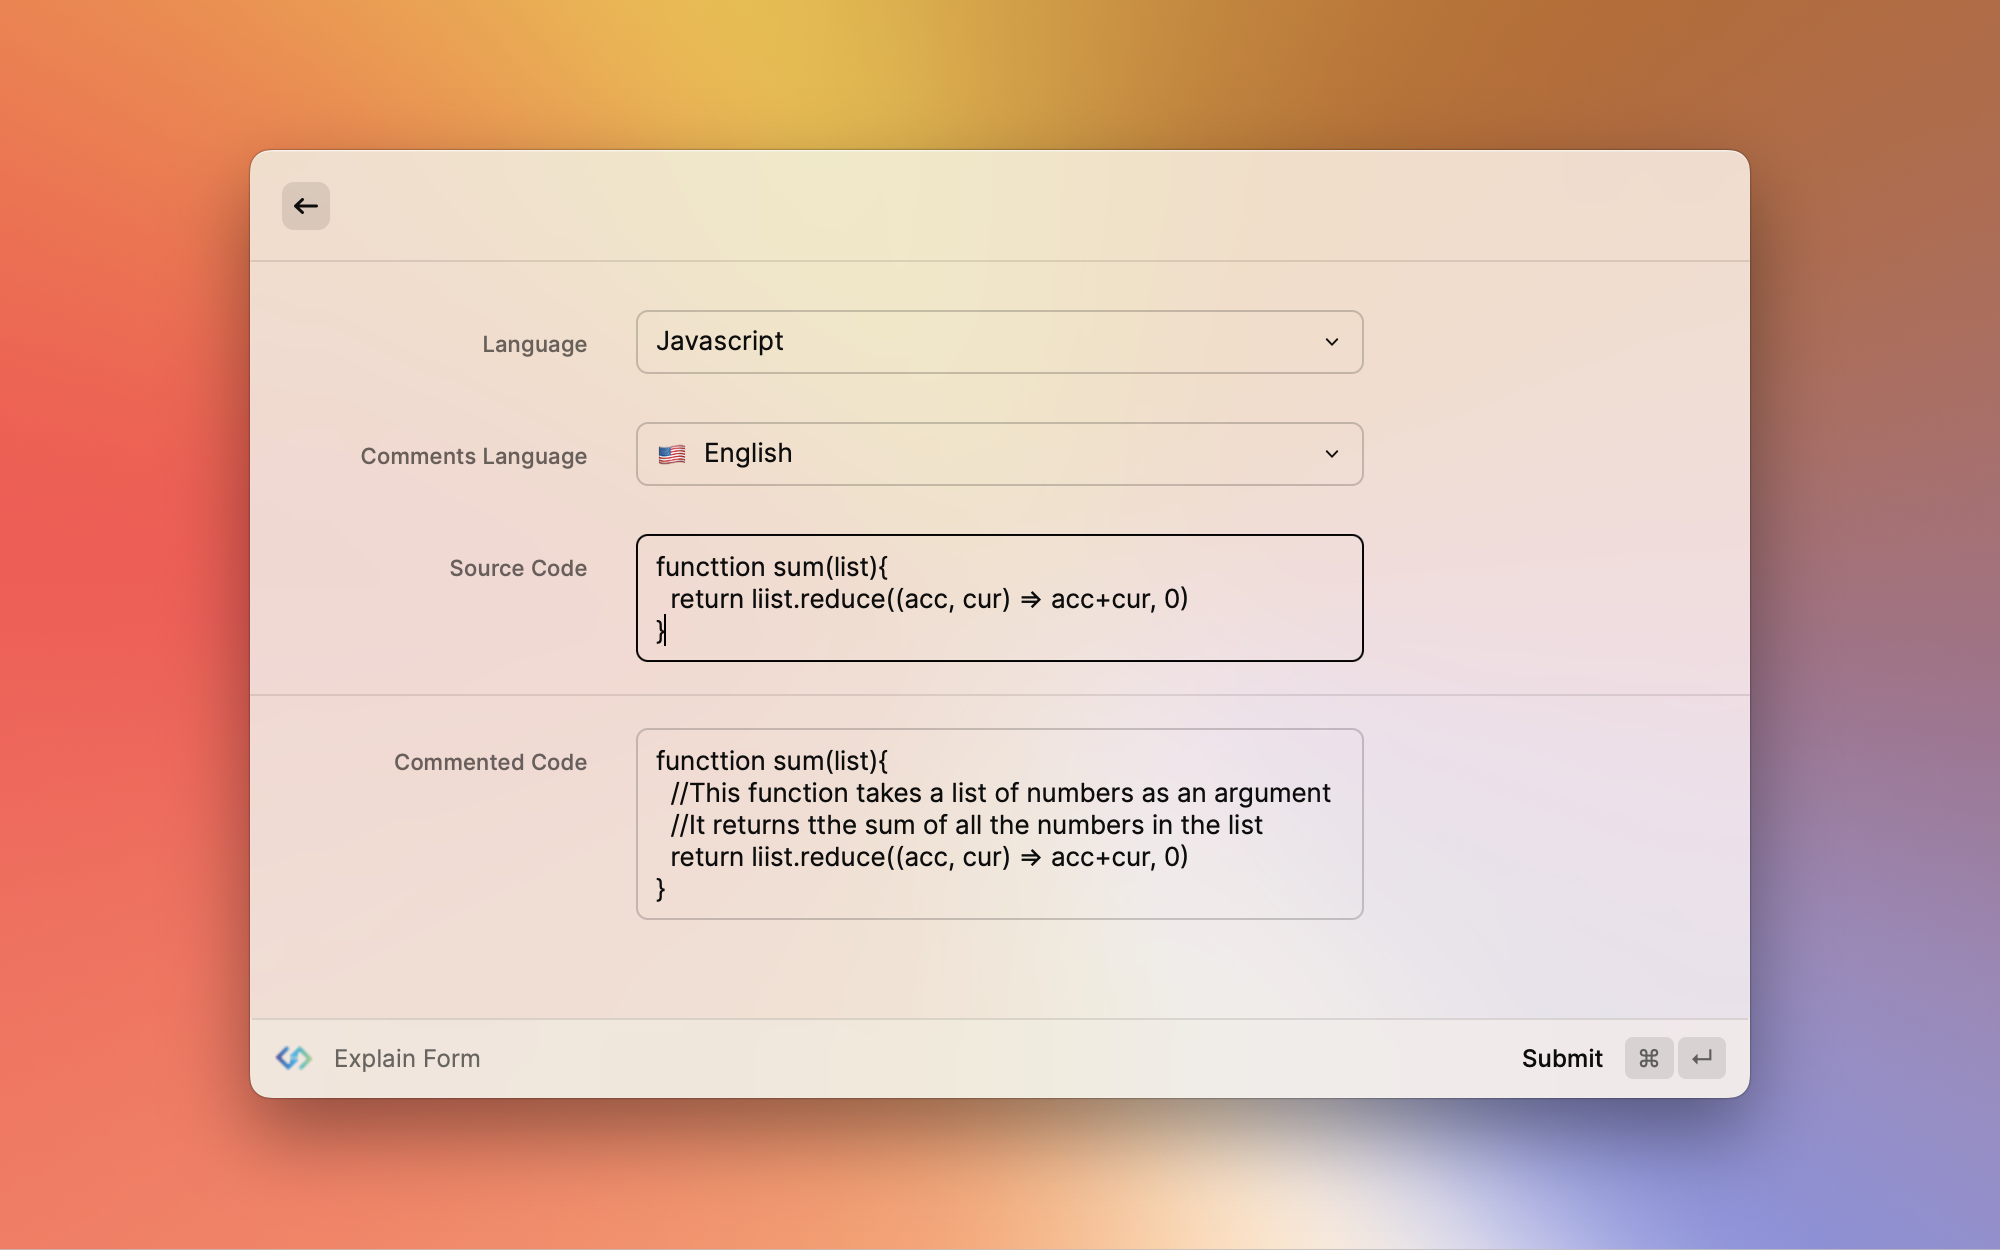 Language
Javascript
Comments Language
🇺🇸 English
Source Code
functtion sum(list){
  return liist.reduce((acc, cur) => acc+cur, 0)
}
Commented Code
functtion sum(list){
  //This function takes a list of numbers as an argument
  //It returns tthe sum of all the numbers in the list
  return liist.reduce((acc, cur) => acc+cur, 0)
}
Explain Form
Submit ⌘ ↵